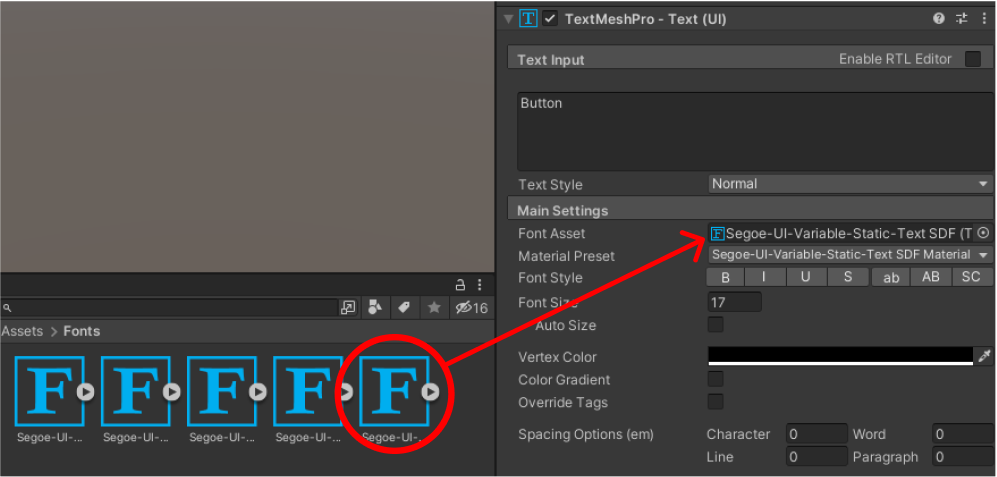 TextMeshPro - Text (UI)
Text Input
Enable RTL Editor
Button
Text Style
Normal
Main Settings
Font Asset
Segoe-UI-Variable-Static-Text SDF (T
Material Preset
Segoe-UI-Variable-Static-Text SDF Material
Font Style
B I U S ab AB SC
Font Size
17
Auto Size
Vertex Color
Color Gradient
Override Tags
Spacing Options (em)
Character 0 Word 0
Line 0 Paragraph 0
16
Assets > Fonts
F F F F F
Segoe-UI-... Segoe-UI-... Segoe-UI-... Segoe-UI-... Segoe-UI-...